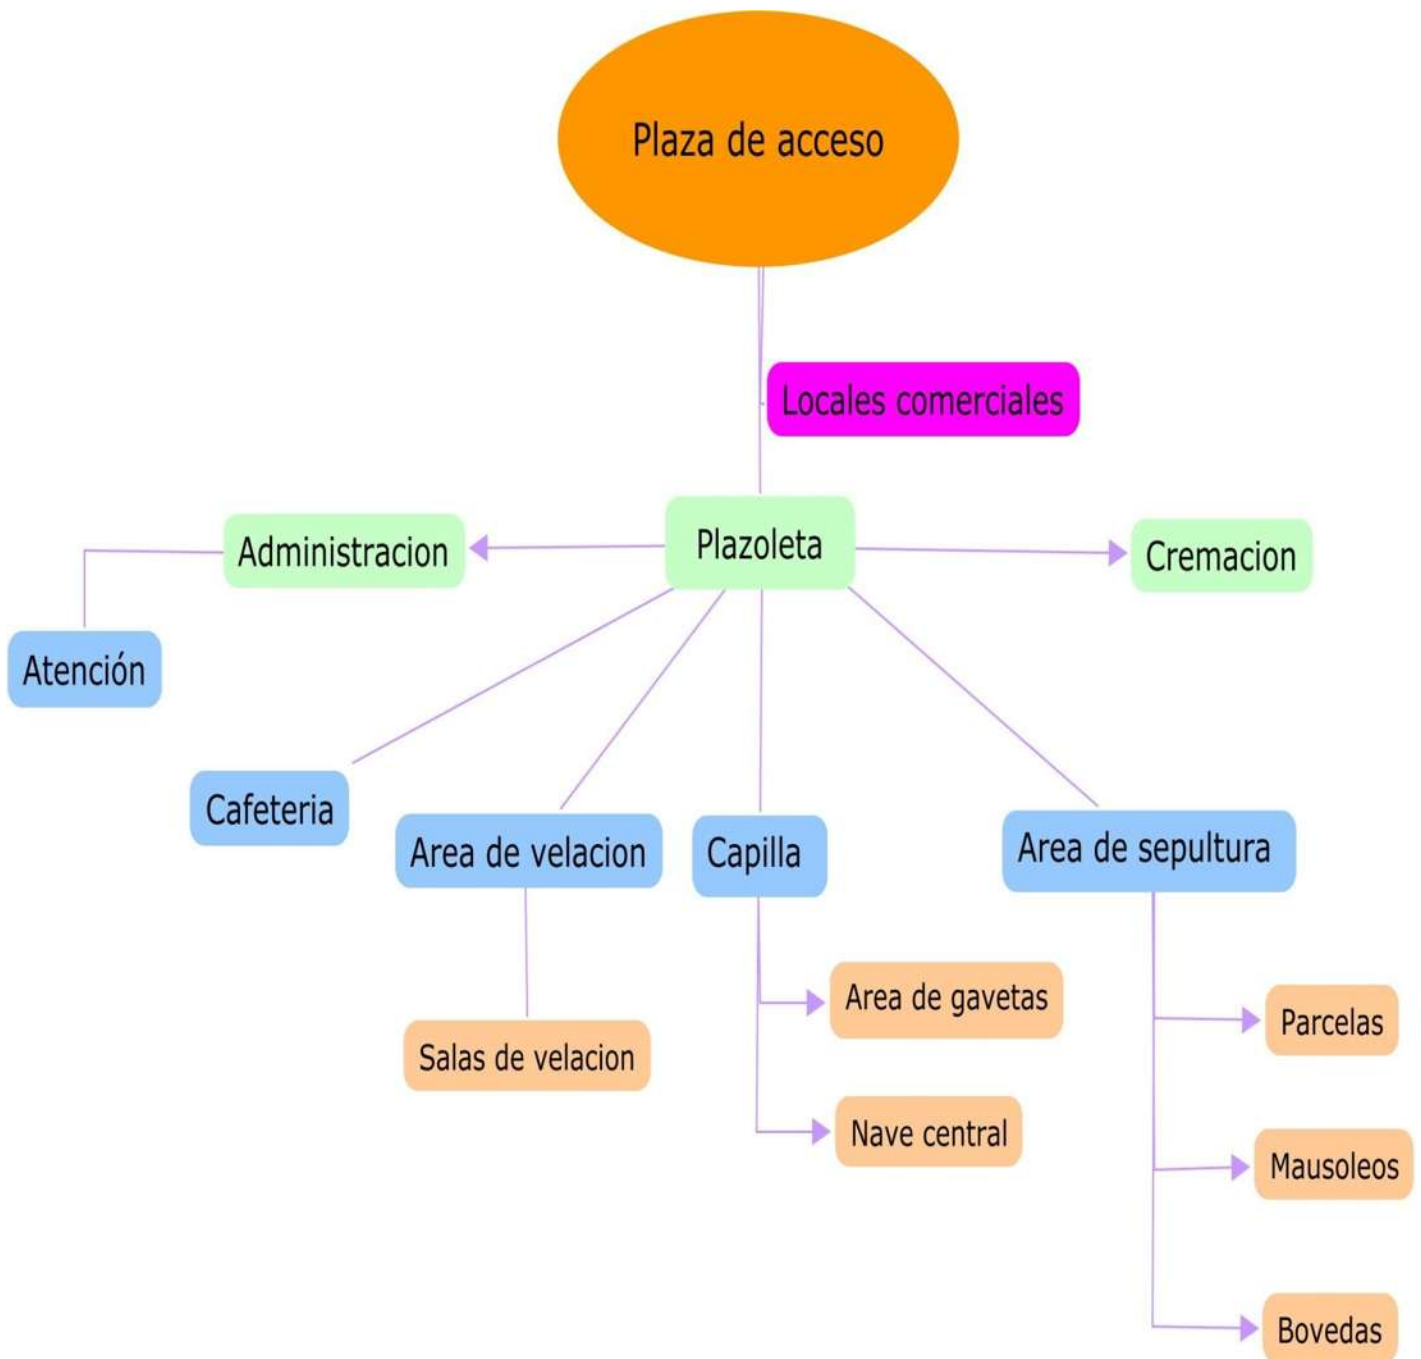 Plaza de acceso
Locales comerciales
Administracion
Plazoleta
Cremacion
Atención
Cafeteria
Area de velacion
Capilla
Area de sepultura
Area de gavetas
Parcelas
Salas de velacion
Nave central
Mausoleos
Bovedas